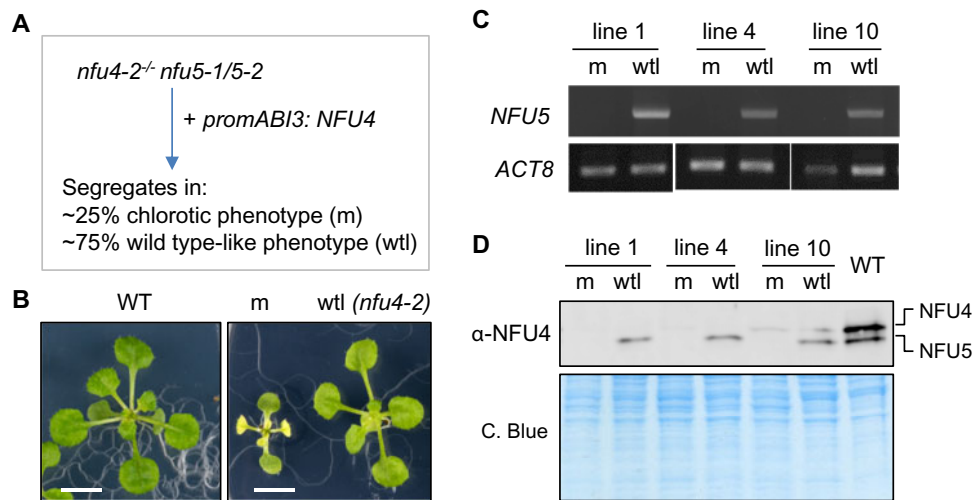 A
nfu4-2-/- nfu5-1/5-2
+ promABI3: NFU4
Segregates in:
~25% chlorotic phenotype (m)
~75% wild type-like phenotype (wtl)
B
WT m wtl (nfu4-2)
C
line 1 line 4 line 10
m wtl m wtl m wtl
NFU5
ACT8
D
line 1 line 4 line 10 WT
m wtl m wtl m wtl
α-NFU4
NFU4
NFU5
C. Blue